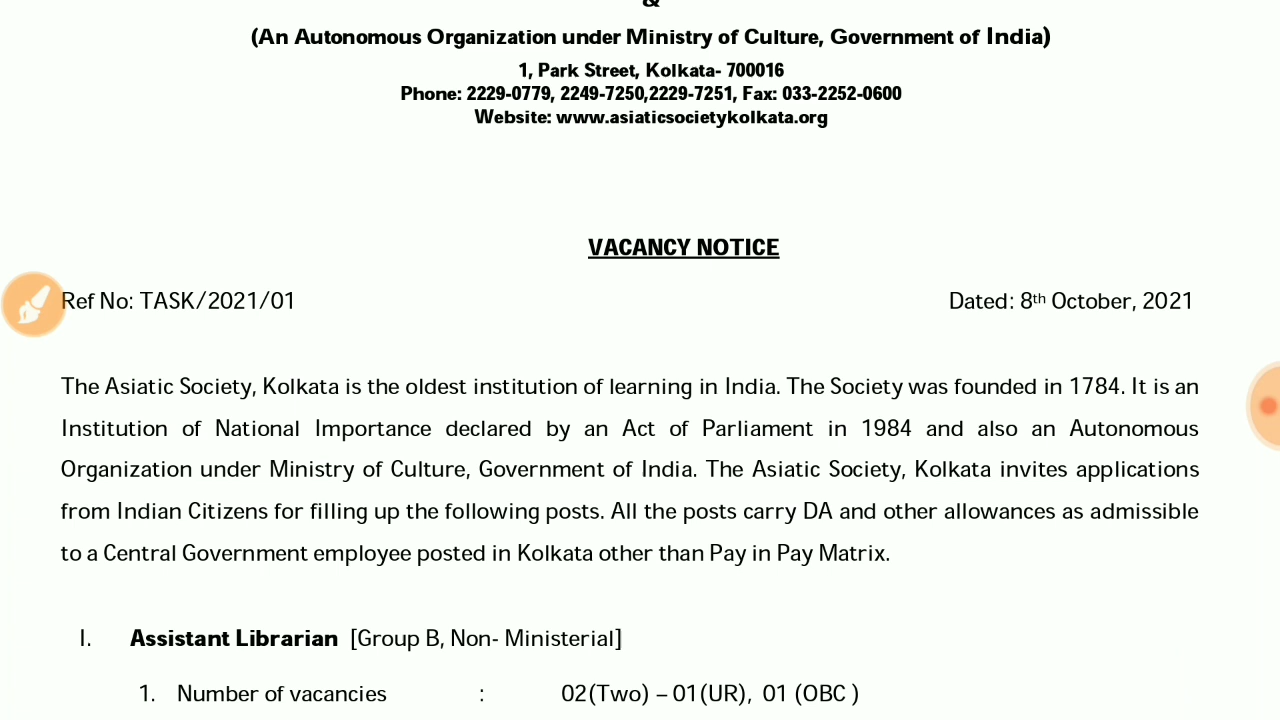 &
(An Autonomous Organization under Ministry of Culture, Government of India)
1, Park Street, Kolkata- 700016
Phone: 2229-0779, 2249-7250,2229-7251, Fax: 033-2252-0600
Website: www.asiaticsocietykolkata.org
VACANCY NOTICE
Ref No: TASK/2021/01 Dated: 8th October, 2021
The Asiatic Society, Kolkata is the oldest institution of learning in India. The Society was founded in 1784. It is an
Institution of National Importance declared by an Act of Parliament in 1984 and also an Autonomous
Organization under Ministry of Culture, Government of India. The Asiatic Society, Kolkata invites applications
from Indian Citizens for filling up the following posts. All the posts carry DA and other allowances as admissible
to a Central Government employee posted in Kolkata other than Pay in Pay Matrix.
I. Assistant Librarian [Group B, Non- Ministerial]
1. Number of vacancies : 02(Two) – 01(UR), 01 (OBC )